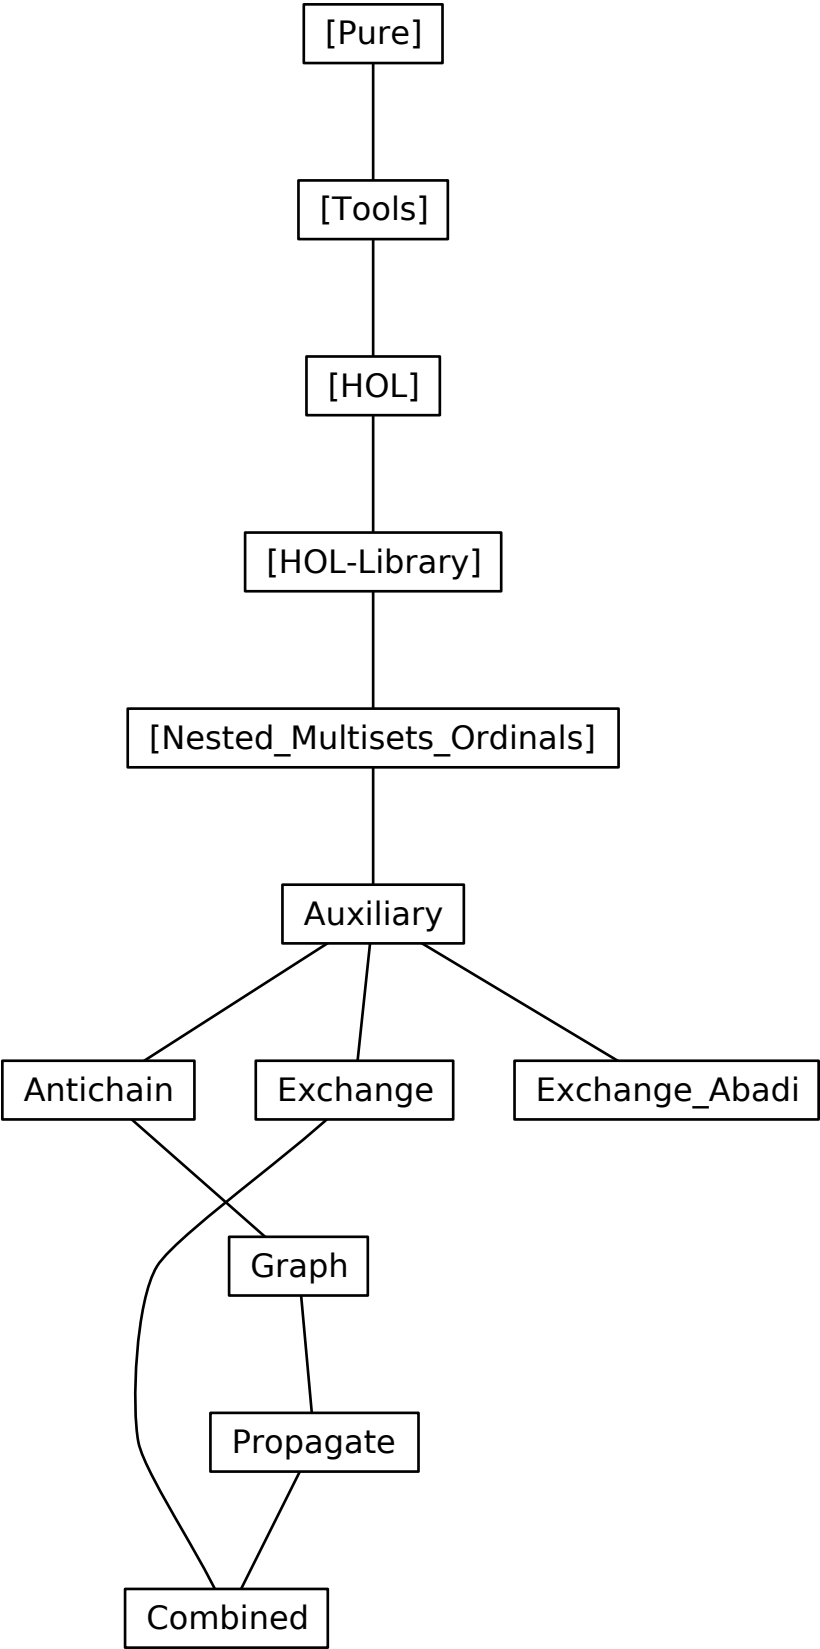 [Pure]
[Tools]
[HOL]
[HOL-Library]
[Nested_Multisets_Ordinals]
Auxiliary
Antichain
Exchange
Exchange_Abadi
Graph
Propagate
Combined